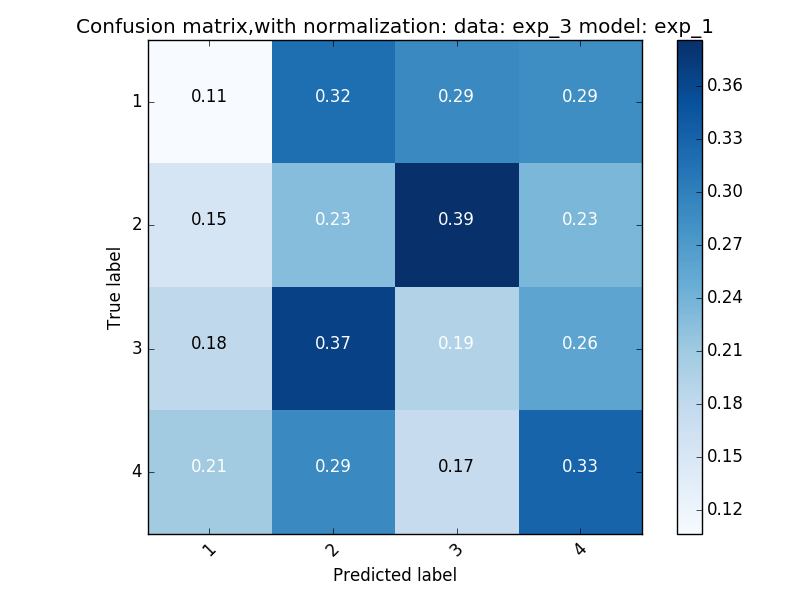 Confusion matrix,with normalization: data: exp_3 model: exp_1
True label
1 0.11 0.32 0.29 0.29
2 0.15 0.23 0.39 0.23
3 0.18 0.37 0.19 0.26
4 0.21 0.29 0.17 0.33
1 2 3 4
Predicted label
0.36
0.33
0.30
0.27
0.24
0.21
0.18
0.15
0.12